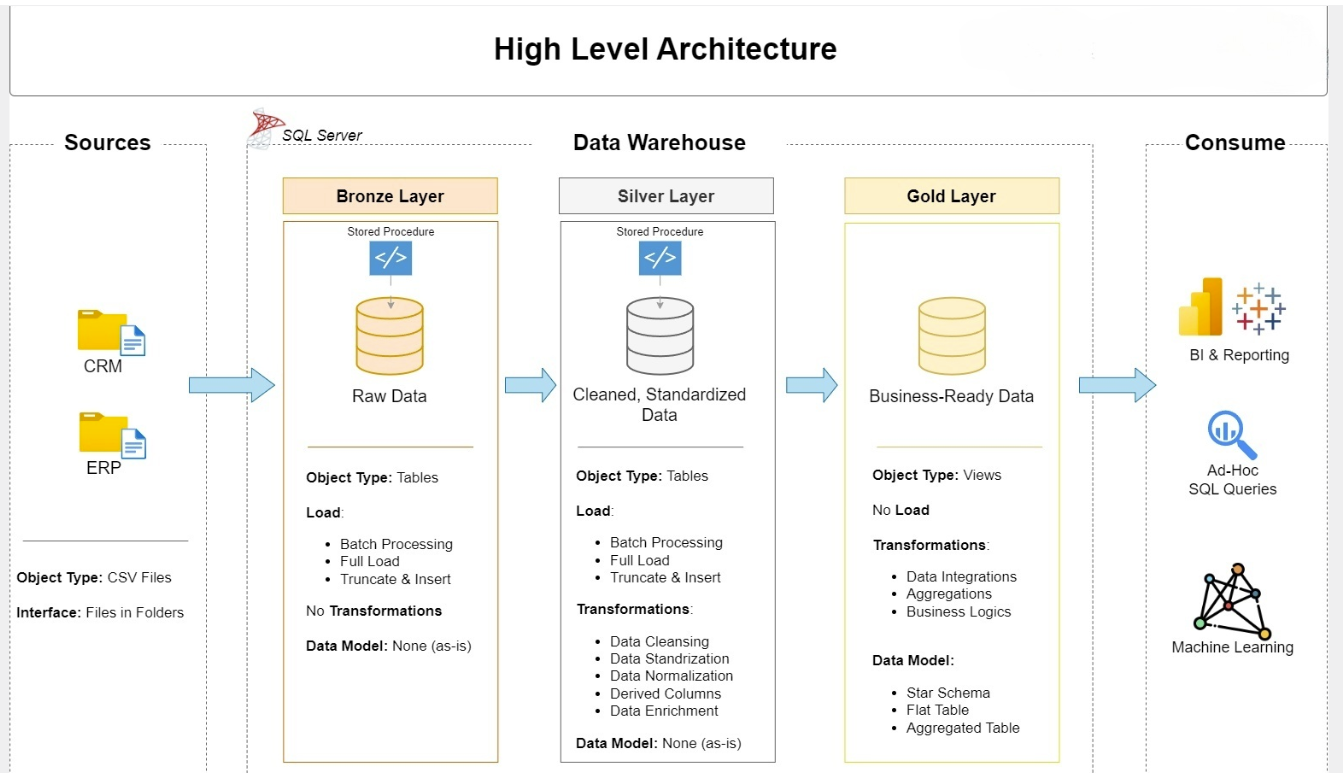 High Level Architecture
Sources
SQL Server
Data Warehouse
Consume
CRM
ERP
Object Type: CSV Files
Interface: Files in Folders
Bronze Layer
Stored Procedure
</>
Raw Data
Object Type: Tables
Load:
• Batch Processing
• Full Load
• Truncate & Insert
No Transformations
Data Model: None (as-is)
Silver Layer
Stored Procedure
</>
Cleaned, Standardized
Data
Object Type: Tables
Load:
• Batch Processing
• Full Load
• Truncate & Insert
Transformations:
• Data Cleansing
• Data Standrization
• Data Normalization
• Derived Columns
• Data Enrichment
Data Model: None (as-is)
Gold Layer
Business-Ready Data
Object Type: Views
No Load
Transformations:
• Data Integrations
• Aggregations
• Business Logics
Data Model:
• Star Schema
• Flat Table
• Aggregated Table
BI & Reporting
Ad-Hoc
SQL Queries
Machine Learning